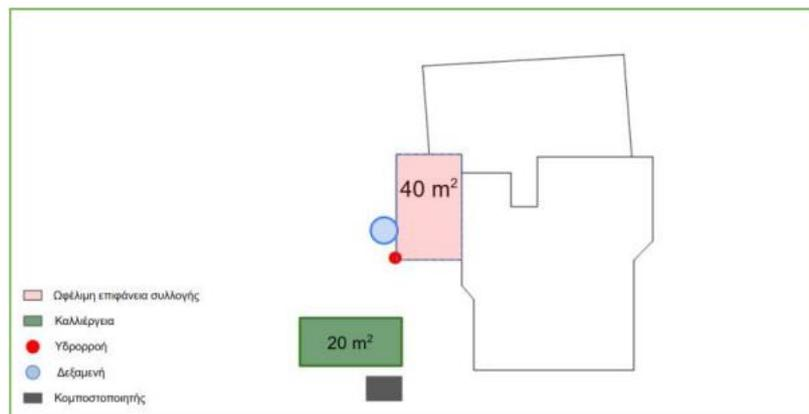 40 m²
Ωφέλιμη επιφάνεια συλλογής
Καλλιέργεια
Υδρορροή
20 m²
Δεξαμενή
Κομποστοποιητής